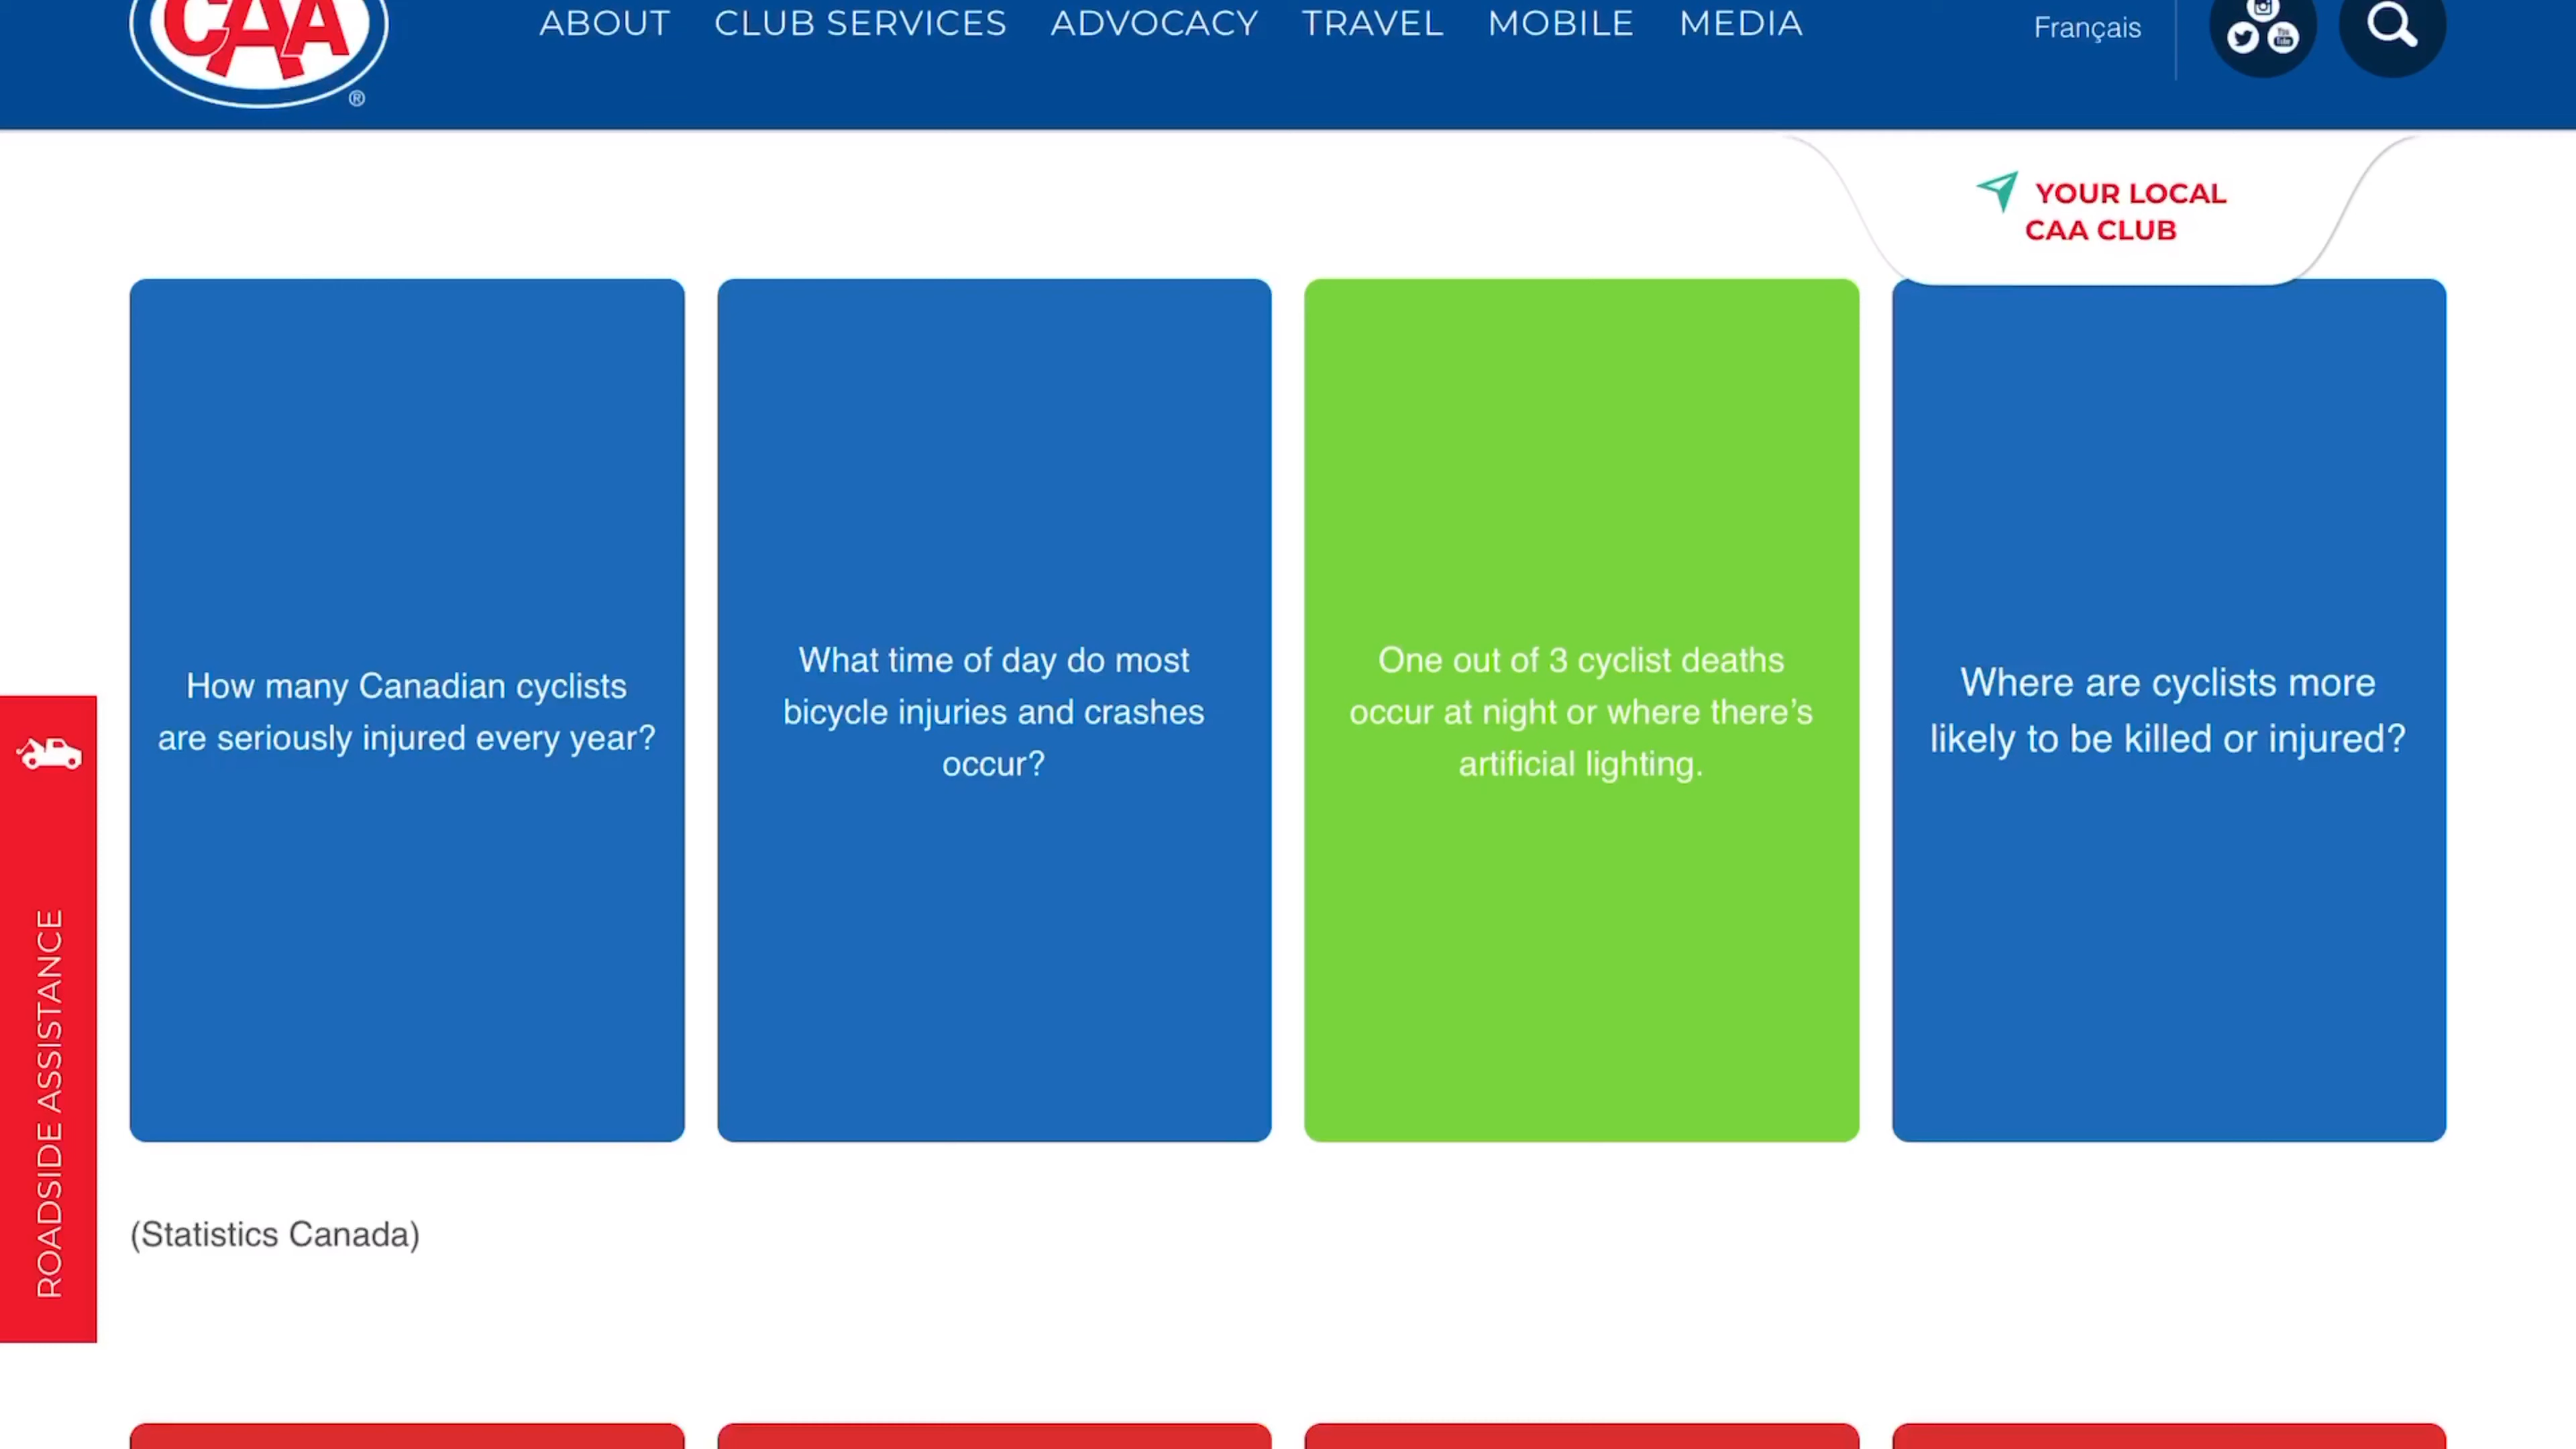 CAA
®
ABOUT CLUB SERVICES ADVOCACY TRAVEL MOBILE MEDIA
Français
YOUR LOCAL
CAA CLUB
How many Canadian cyclists
are seriously injured every year?
What time of day do most
bicycle injuries and crashes
occur?
One out of 3 cyclist deaths
occur at night or where there’s
artificial lighting.
Where are cyclists more
likely to be killed or injured?
ROADSIDE ASSISTANCE
(Statistics Canada)